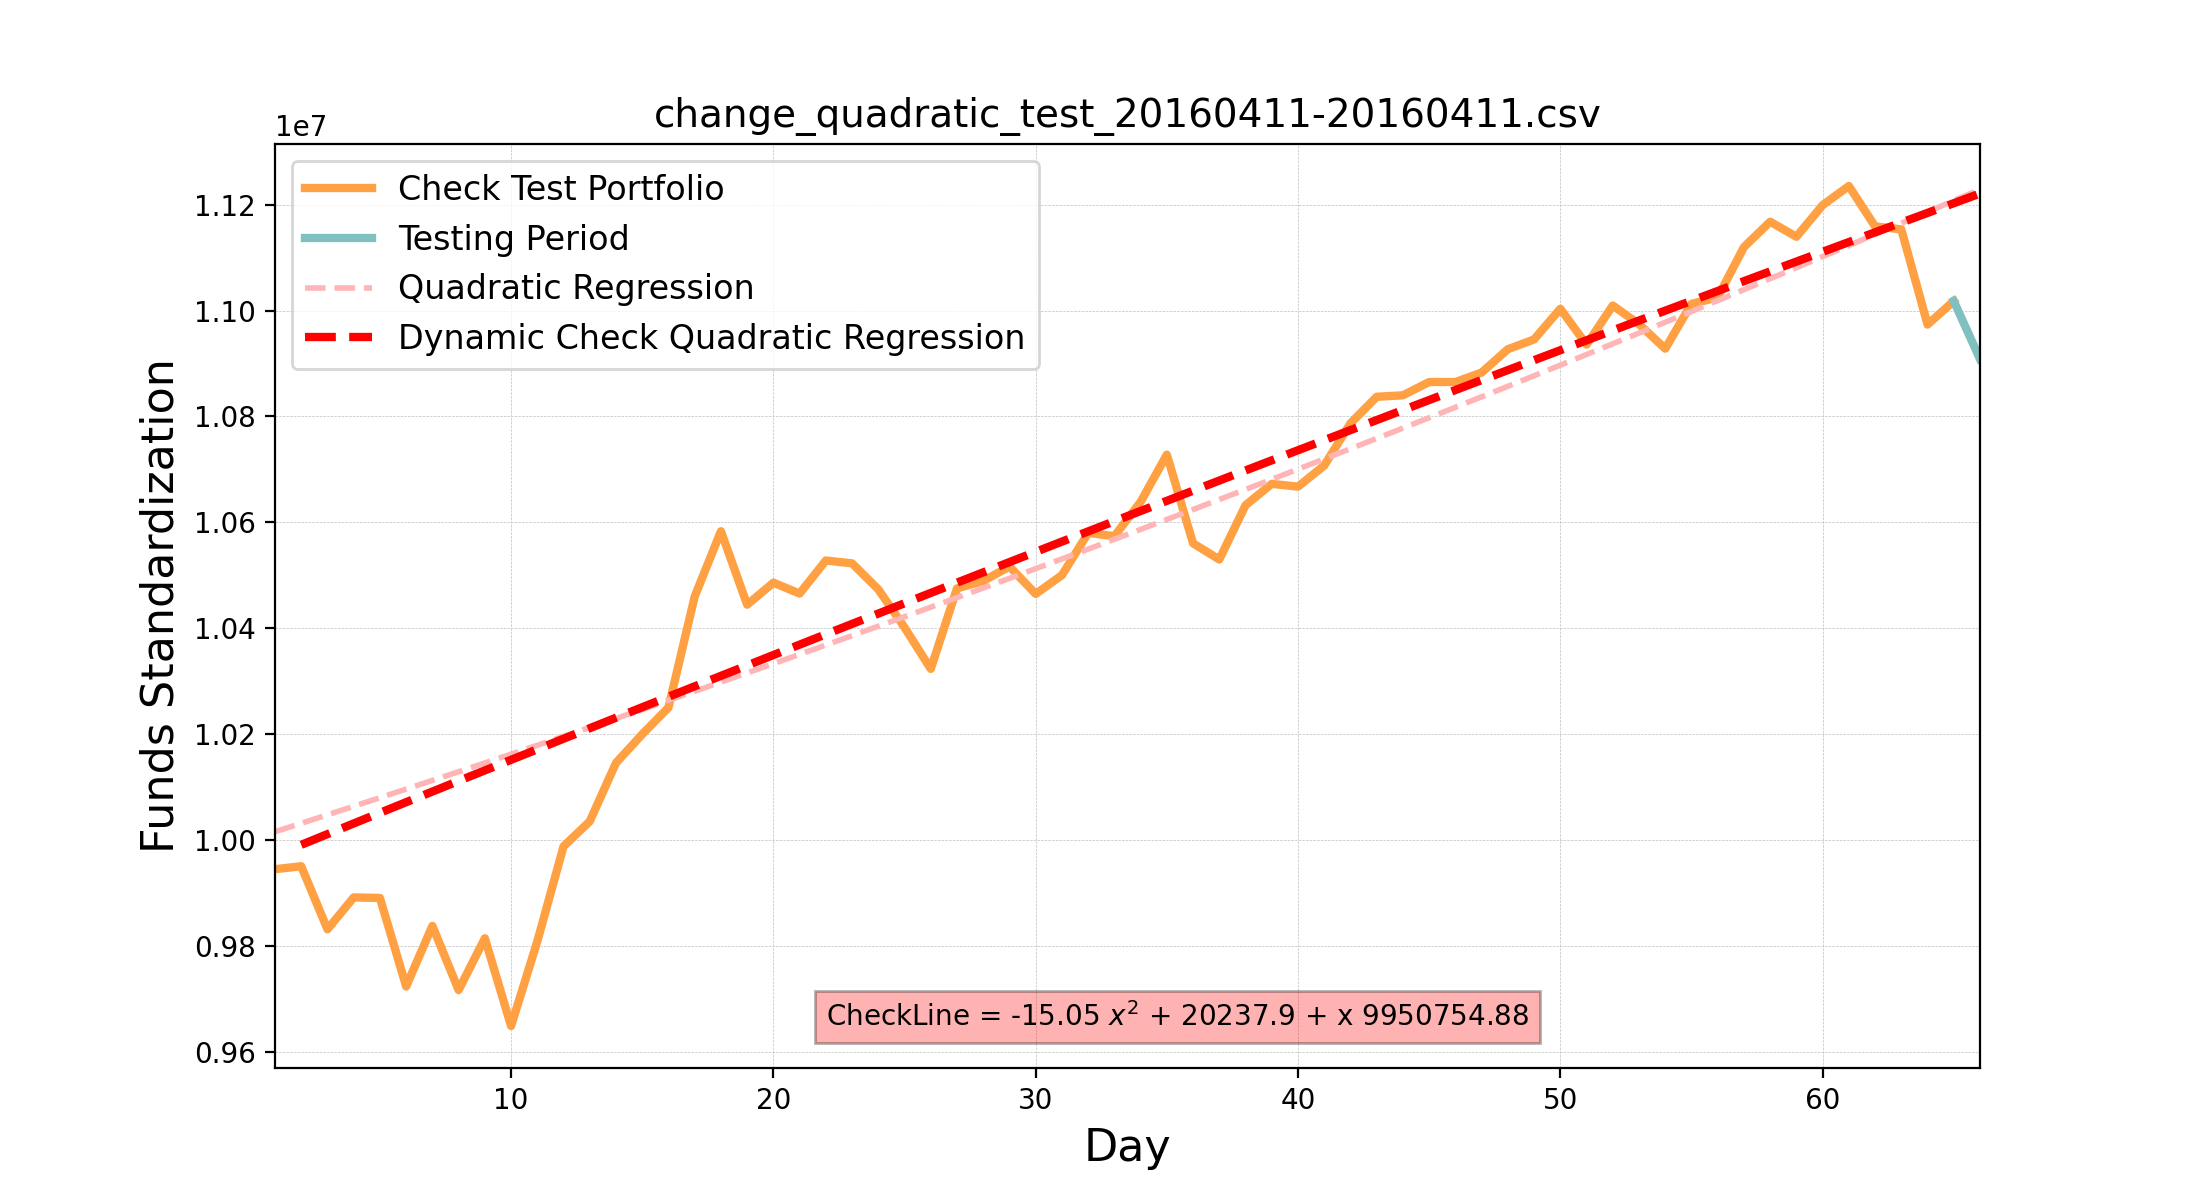 change_quadratic_test_20160411-20160411.csv
1e7
Check Test Portfolio
Testing Period
Quadratic Regression
Dynamic Check Quadratic Regression
1.12
1.10
1.08
1.06
1.04
1.02
1.00
0.98
0.96
Funds Standardization
CheckLine = -15.05 x² + 20237.9 + x 9950754.88
10 20 30 40 50 60
Day